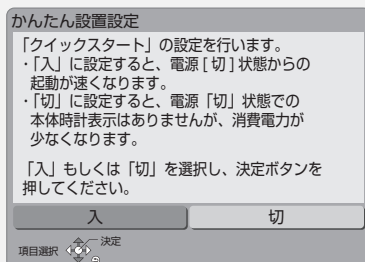 かんたん設置設定
「クイックスタート」の設定を行います。
・「入」に設定すると、電源 [ 切 ] 状態からの
起動が速くなります。
・「切」に設定すると、電源「切」状態での
本体時計表示はありませんが、消費電力が
少なくなります。
「入」もしくは「切」を選択し、決定ボタンを
押してください。
入 切
項目選択 決定